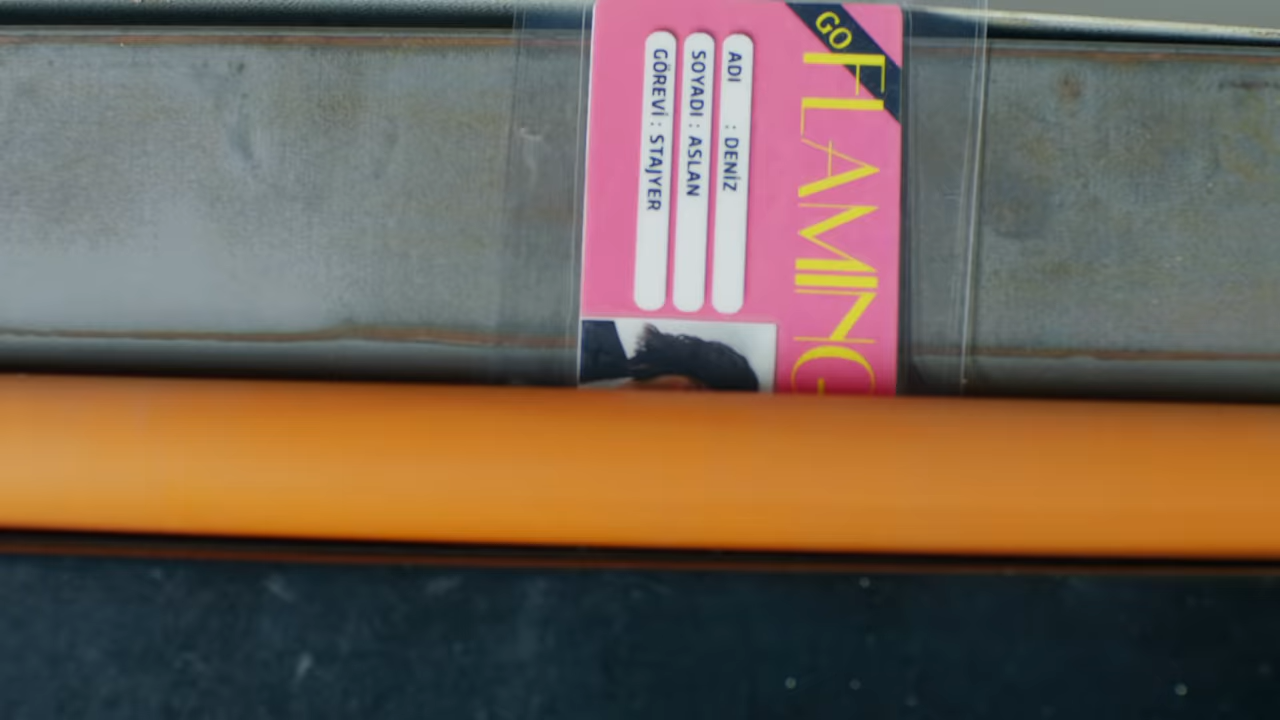 GO
FLAMING
ADI : DENİZ
SOYADI : ASLAN
GÖREVİ : STAJYER